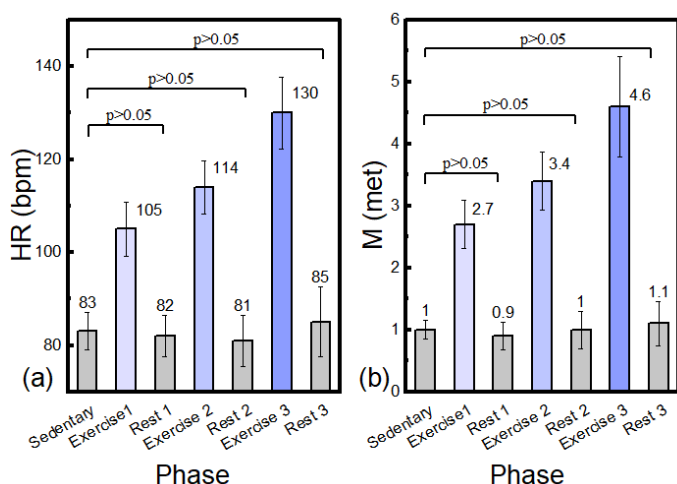 HR (bpm)
140
120
100
80
p>0.05
p>0.05
p>0.05
83
105
82
114
81
130
85
(a)
Sedentary
Exercise1
Rest 1
Exercise 2
Rest 2
Exercise 3
Rest 3
Phase
M (met)
6
5
4
3
2
1
0
p>0.05
p>0.05
p>0.05
1
2.7
0.9
3.4
1
4.6
1.1
(b)
Sedentary
Exercise1
Rest 1
Exercise 2
Rest 2
Exercise 3
Rest 3
Phase